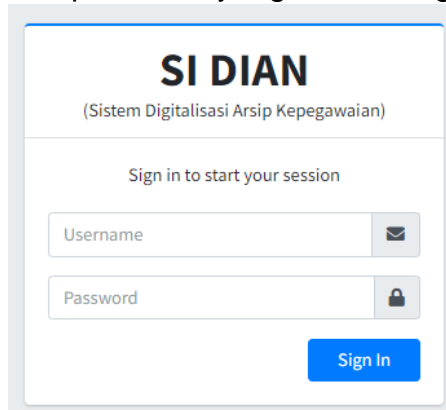 SI DIAN
(Sistem Digitalisasi Arsip Kepegawaian)
Sign in to start your session
Username
Password
Sign In